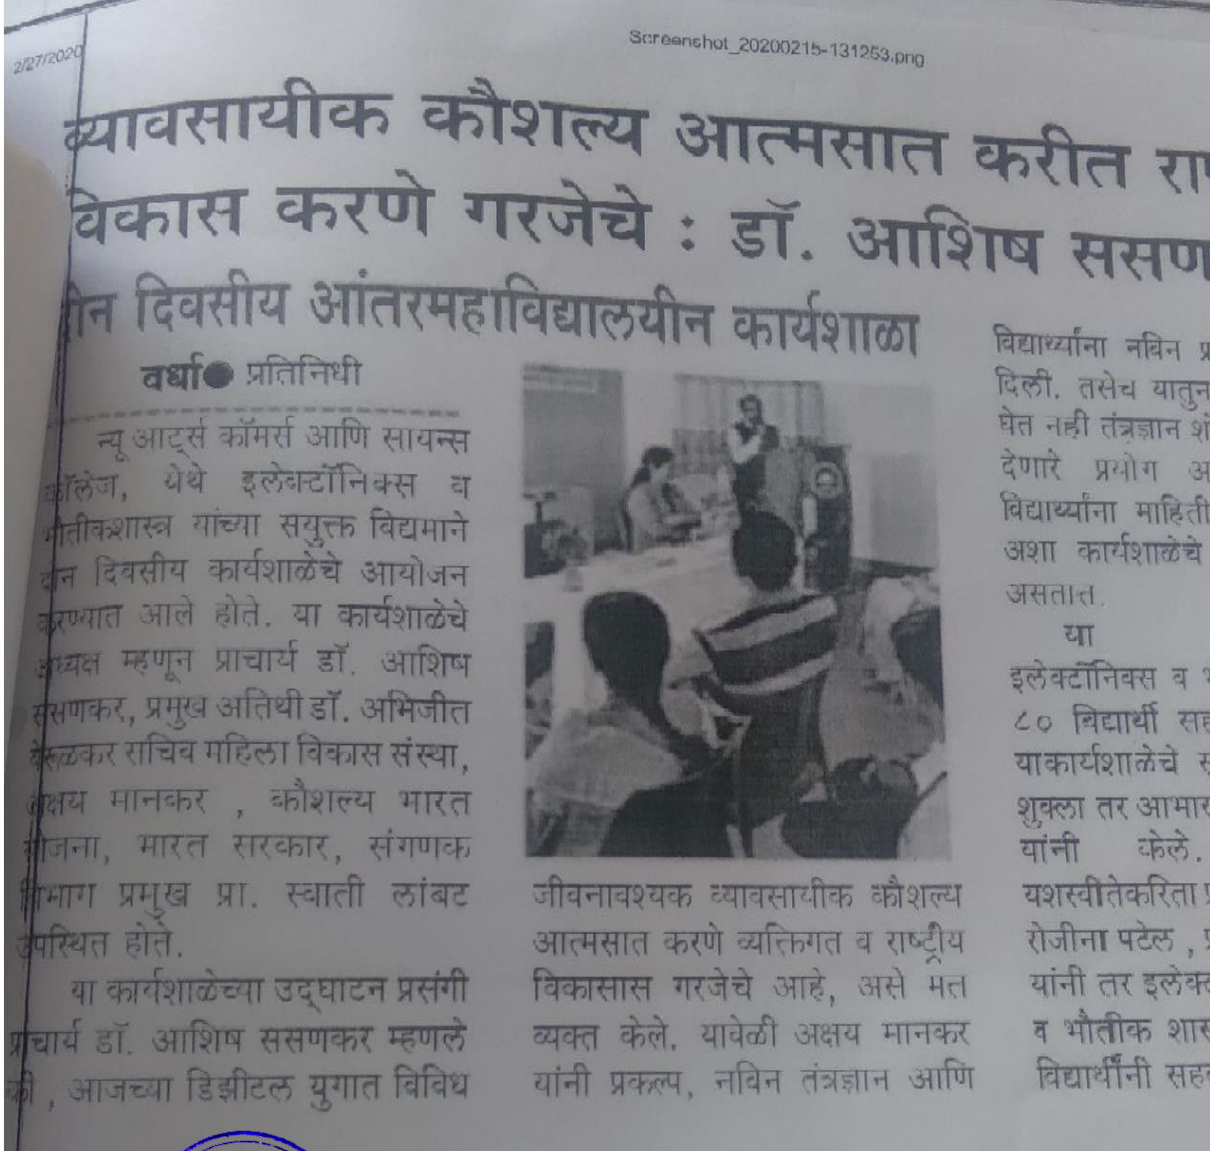 2/27/2020
Screenshot_20200215-131253.png
व्यावसायीक कौशल्य आत्मसात करीत
विकास करणे गरजेचे : डॉ. आशिष
दिवसीय आंतरमहाविद्यालयीन कार्यशाळा
वर्धा● प्रतिनिधी
न्यू आर्ट्स कॉमर्स आणि सायन्स
कॉलेज, येथे इलेक्टॉनिक्स व
भौतीकशास्त्र यांच्या सयुक्त विद्यमाने
दिवसीय कार्यशाळेचे आयोजन
करण्यात आले होते. या कार्यशाळेचे
अध्यक्ष म्हणून प्राचार्य डॉ. आशिष
ससणकर, प्रमुख अतिथी डॉ. अभिजीत
सचिव महिला विकास संस्था,
अक्षय मानकर , कौशल्य भारत
योजना, भारत सरकार, संगणक
विभाग प्रमुख प्रा. स्वाती लांबट
उपस्थित होते.
या कार्यशाळेच्या उद्घाटन प्रसंगी
प्राचार्य डॉ. आशिष ससणकर म्हणले
की , आजच्या डिझीटल युगात विविध
जीवनावश्यक व्यावसायीक कौशल्य
आत्मसात करणे व्यक्तिगत व राष्ट्रीय
विकासास गरजेचे आहे, असे मत
व्यक्त केले. यावेळी अक्षय मानकर
यांनी प्रकल्प, नविन तंत्रज्ञान आणि
विद्यार्थ्यांना नविन
दिली. तसेच यातुन
घेत नही तंत्रज्ञान
देणारे प्रयोग
विद्यार्थ्यांना माहिती
अशा कार्यशाळेचे
असतात.
या
इलेक्टॉनिक्स व
८० विद्यार्थी
याकार्यशाळेचे
शुक्ला तर आभार
यांनी केले.
यशस्वीतेकरिता
रोजीना पटेल ,
यांनी तर
व भौतीक
विद्यार्थींनी